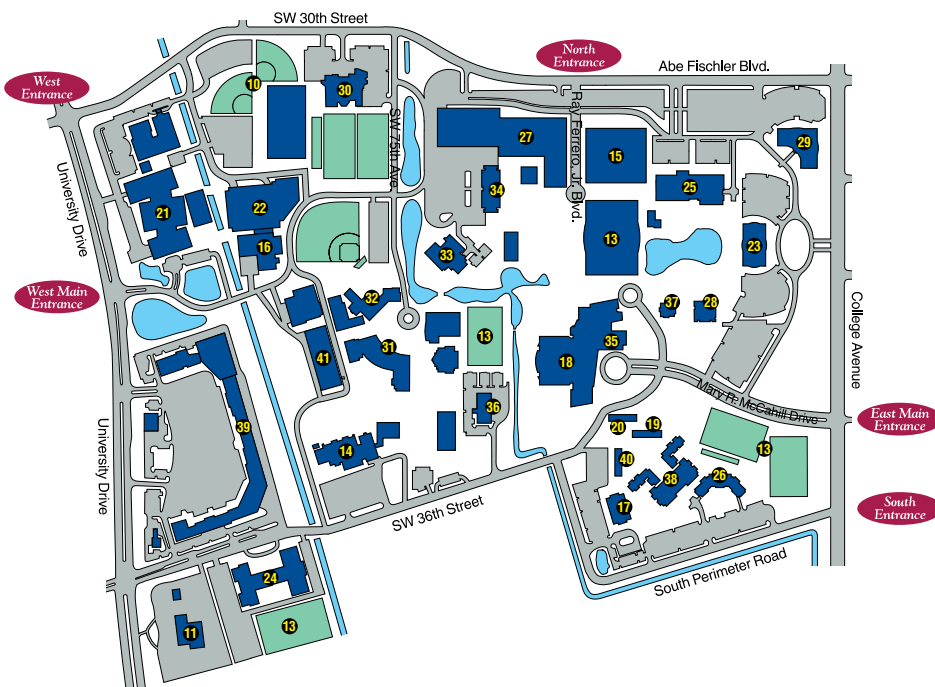 SW 30th Street
North
Entrance
Abe Fischler Blvd.
West
Entrance
10
30
SW 75th Ave.
Ray Ferrero, Jr. Blvd.
27
15
29
University Drive
34
25
21
22
16
13
23
33
West Main
Entrance
32
37
28
College Avenue
13
35
31
41
18
Mary R. McCahill Drive
36
East Main
Entrance
39
20
19
University Drive
14
13
40
38
26
17
South
Entrance
SW 36th Street
24
South Perimeter Road
11
13